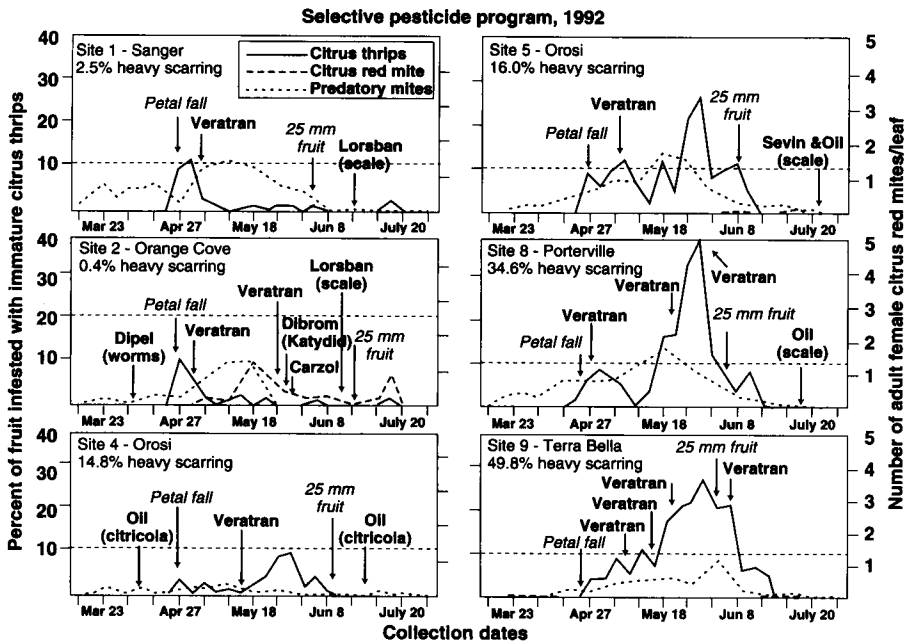 Selective pesticide program, 1992
Percent of fruit infested with immature citrus thrips
Number of adult female citrus red mites/leaf
Collection dates
Site 1 - Sanger
2.5% heavy scarring
Citrus thrips
Citrus red mite
Predatory mites
Petal fall
Veratran
25 mm
fruit
Lorsban
(scale)
40
30
20
10
Mar 23
Apr 27
May 18
Jun 8
July 20
Site 5 - Orosi
16.0% heavy scarring
Petal fall
Veratran
25 mm
fruit
Sevin &Oil
(scale)
5
4
3
2
1
Mar 23
Apr 27
May 18
Jun 8
July 20
Site 2 - Orange Cove
0.4% heavy scarring
Dipel
(worms)
Petal fall
Veratran
Veratran
Dibrom
(Katydid)
Carzol
Lorsban
(scale)
25 mm
fruit
40
30
20
10
Mar 23
Apr 27
May 18
Jun 8
July 20
Site 8 - Porterville
34.6% heavy scarring
Petal fall
Veratran
Veratran
Veratran
25 mm fruit
Oil
(scale)
5
4
3
2
1
Mar 23
Apr 27
May 18
Jun 8
July 20
Site 4 - Orosi
14.8% heavy scarring
Oil
(citricola)
Petal fall
Veratran
25 mm
fruit
Oil
(citricola)
40
30
20
10
Mar 23
Apr 27
May 18
Jun 8
July 20
Site 9 - Terra Bella
49.8% heavy scarring
Petal fall
Veratran
Veratran
Veratran
25 mm fruit
Veratran
5
4
3
2
1
Mar 23
Apr 27
May 18
Jun 8
July 20